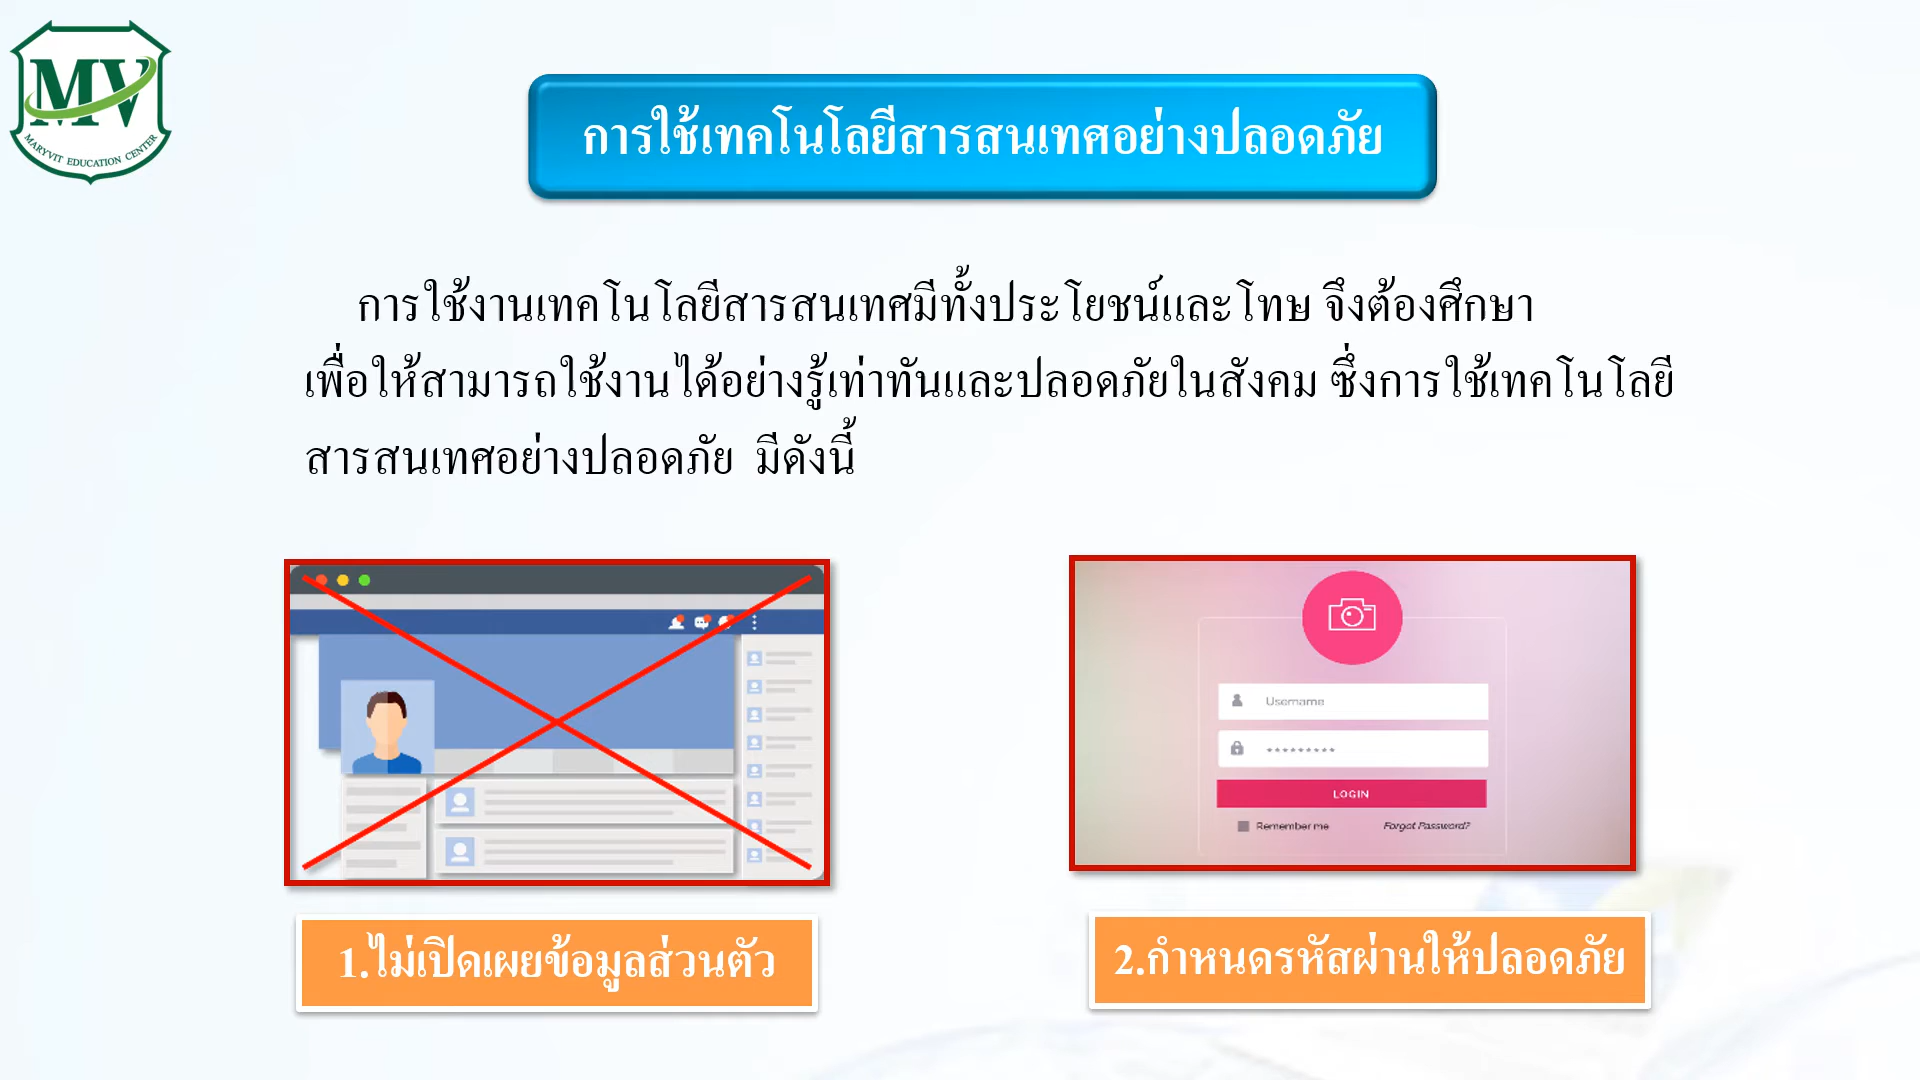 MV
MARYVIT EDUCATION CENTER
การใช้เทคโนโลยีสารสนเทศอย่างปลอดภัย
การใช้งานเทคโนโลยีสารสนเทศมีทั้งประโยชน์และโทษ จึงต้องศึกษา
เพื่อให้สามารถใช้งานได้อย่างรู้เท่าทันและปลอดภัยในสังคม ซึ่งการใช้เทคโนโลยี
สารสนเทศอย่างปลอดภัย มีดังนี้
Username
*********
LOGIN
Remember me Forgot Password?
1.ไม่เปิดเผยข้อมูลส่วนตัว
2.กำหนดรหัสผ่านให้ปลอดภัย